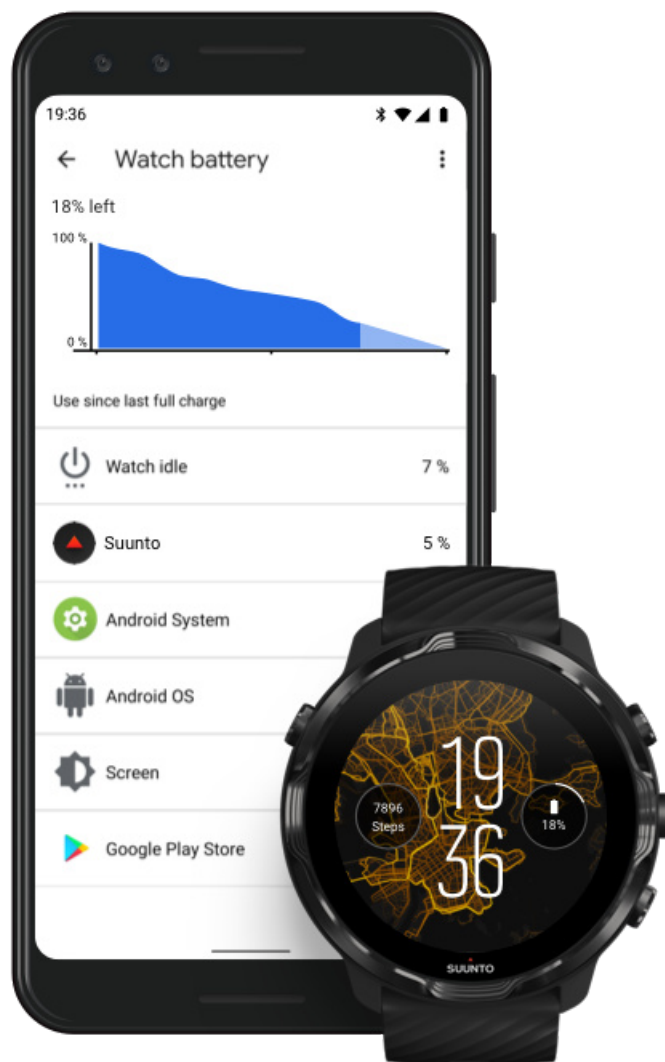 19:36
Watch battery
18% left
100 %
0 %
Use since last full charge
Watch idle 7 %
Suunto 5 %
Android System
Android OS
Screen
Google Play Store
19
36
7896
Steps
18%
SUUNTO